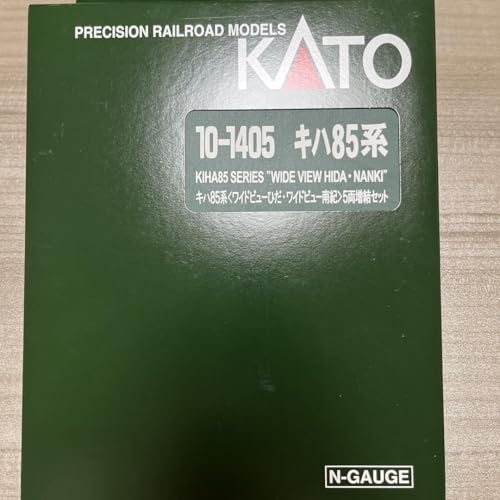 PRECISION RAILROAD MODELS
KATO
10-1405 キハ85系
KIHA85 SERIES "WIDE VIEW HIDA・NANKI"
キハ85系〈ワイドビューひだ・ワイドビュー南紀〉5両増結セット
N-GAUGE